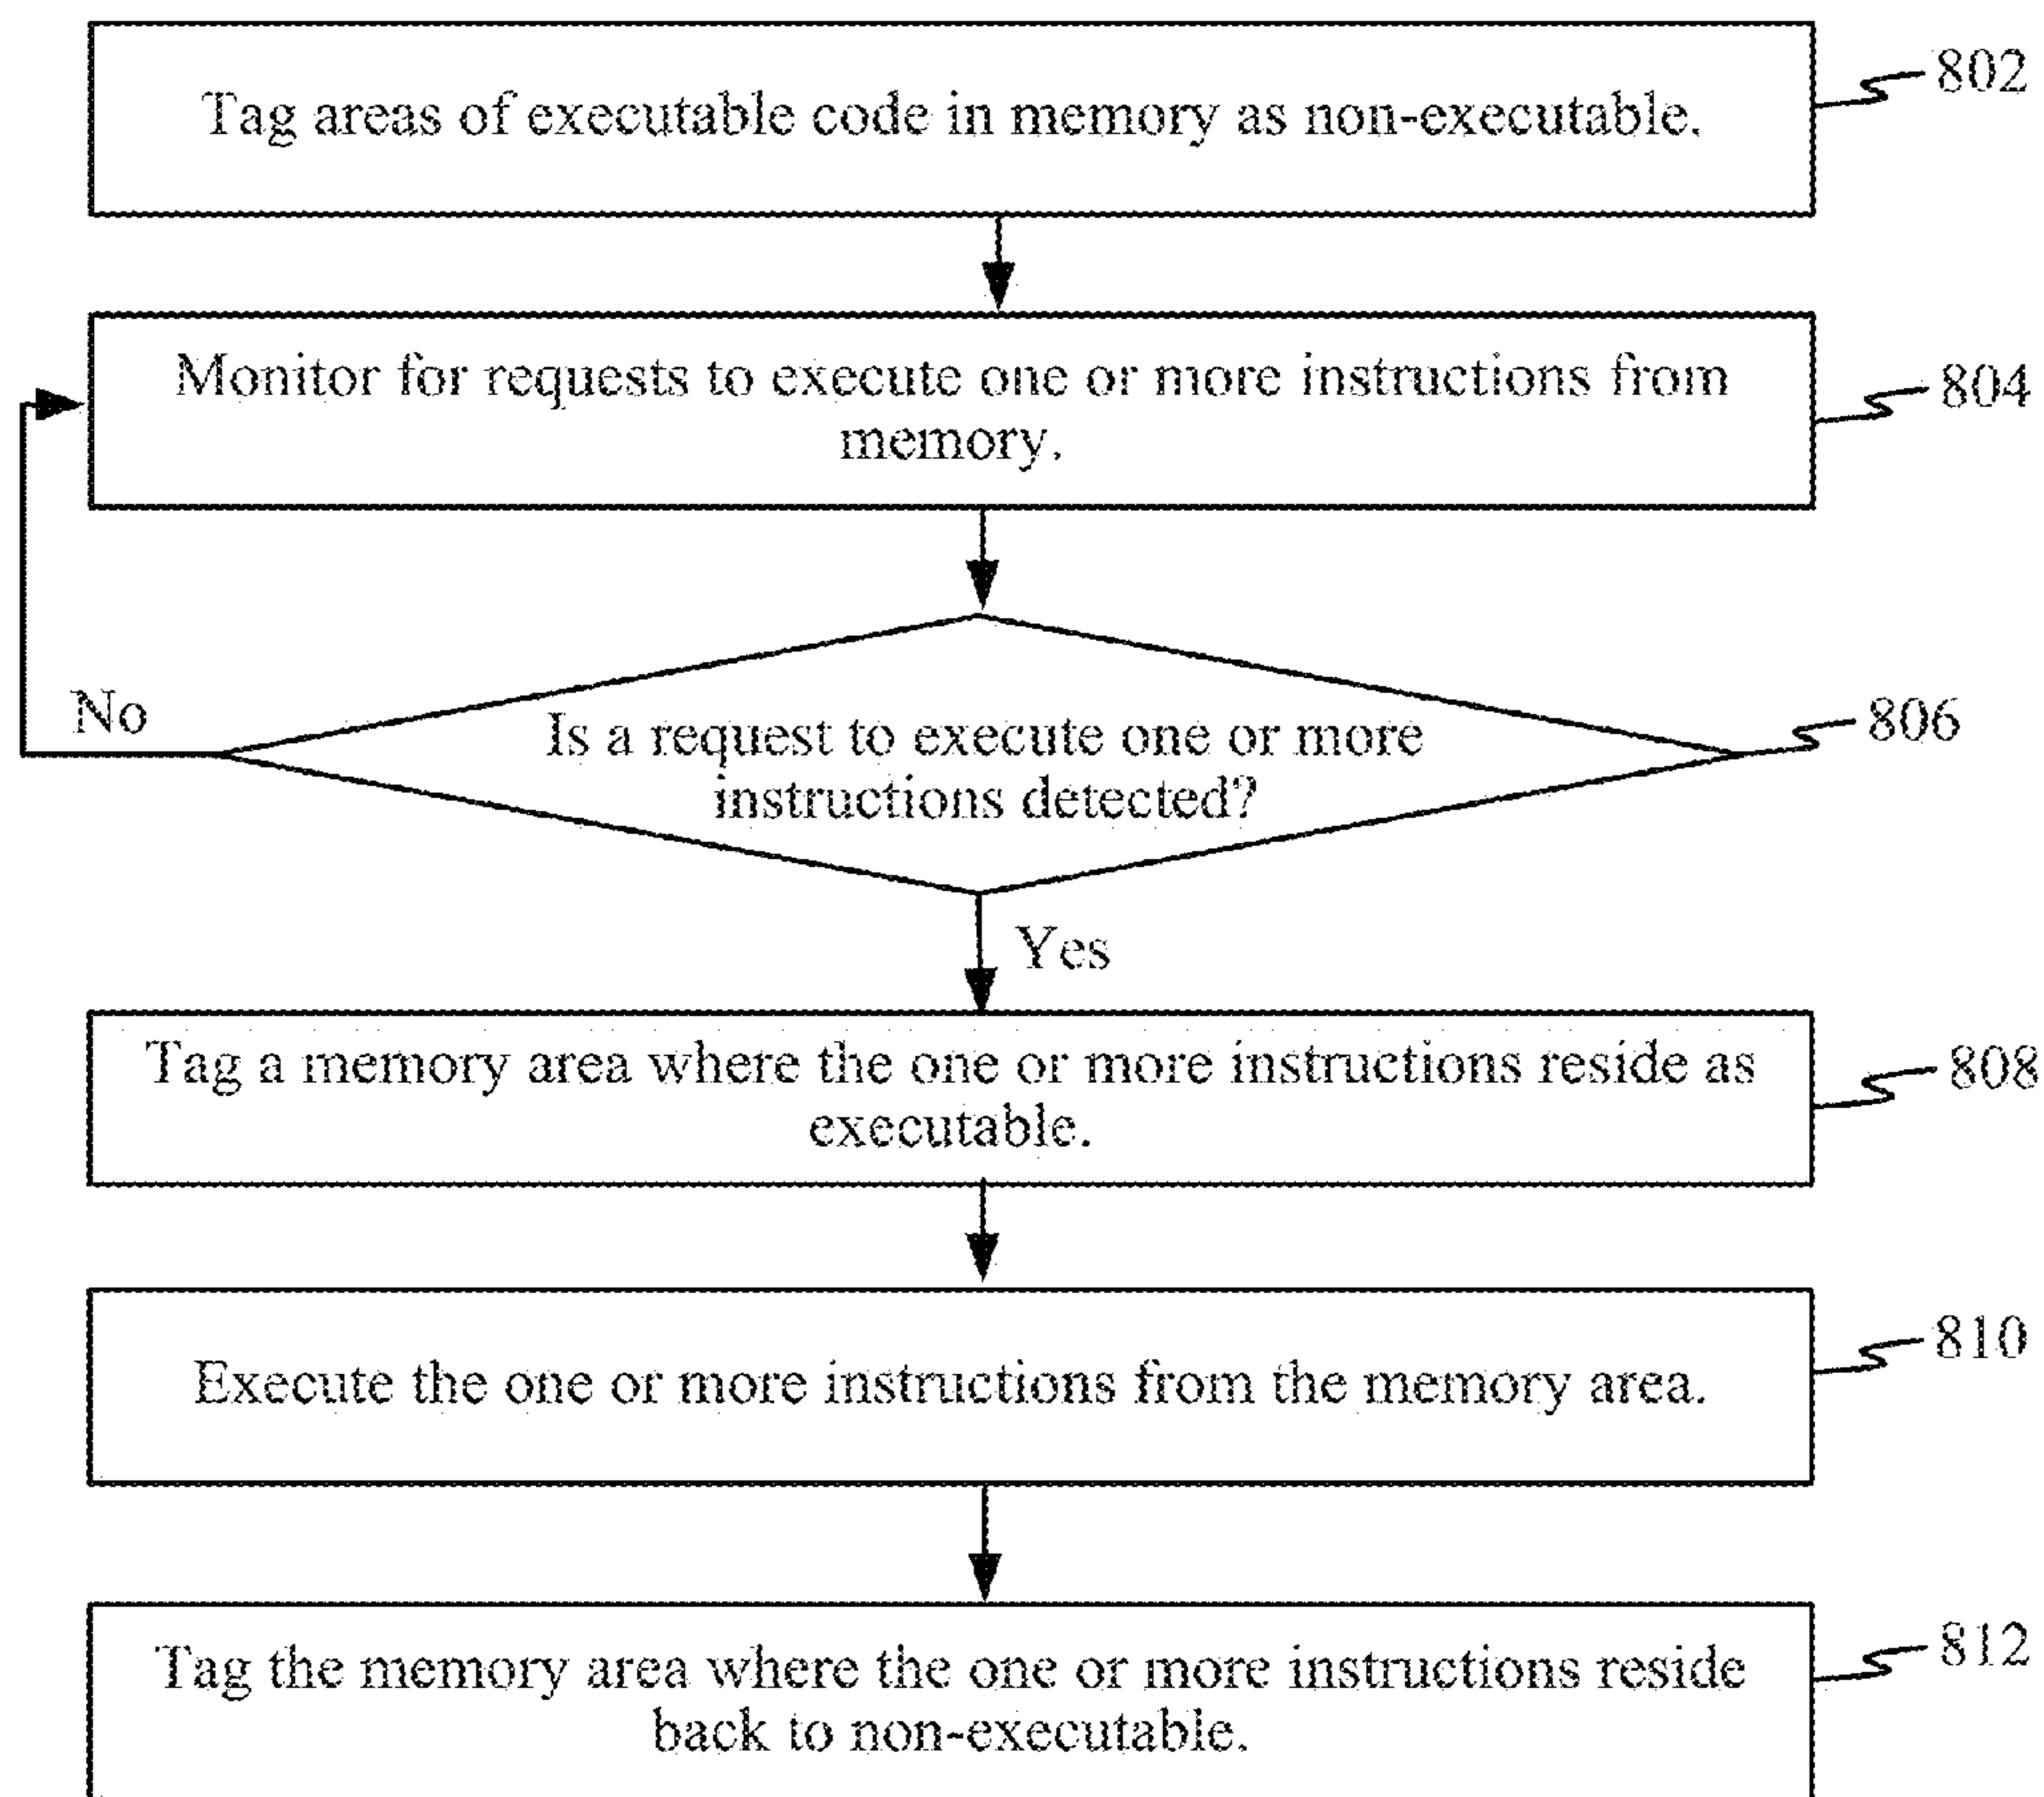 Tag areas of executable code in memory as non-executable.
802
Monitor for requests to execute one or more instructions from
memory.
804
No
Is a request to execute one or more
instructions detected?
806
Yes
Tag a memory area where the one or more instructions reside as
executable.
808
Execute the one or more instructions from the memory area.
810
Tag the memory area where the one or more instructions reside
back to non-executable.
812